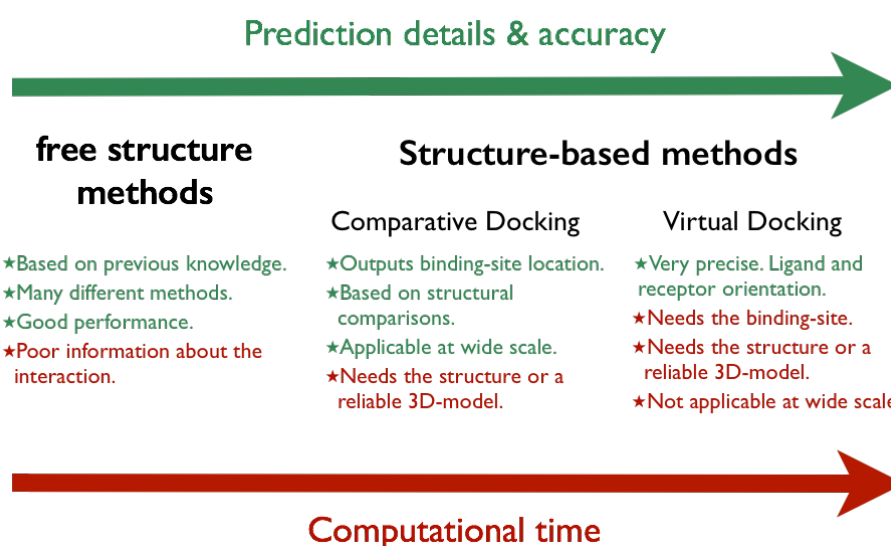 Prediction details & accuracy
free structure
methods
★Based on previous knowledge.
★Many different methods.
★Good performance.
★Poor information about the
interaction.
Structure-based methods
Comparative Docking
★Outputs binding-site location.
★Based on structural
comparisons.
★Applicable at wide scale.
★Needs the structure or a
reliable 3D-model.
Virtual Docking
★Very precise. Ligand and
receptor orientation.
★Needs the binding-site.
★Needs the structure or a
reliable 3D-model.
★Not applicable at wide scale
Computational time